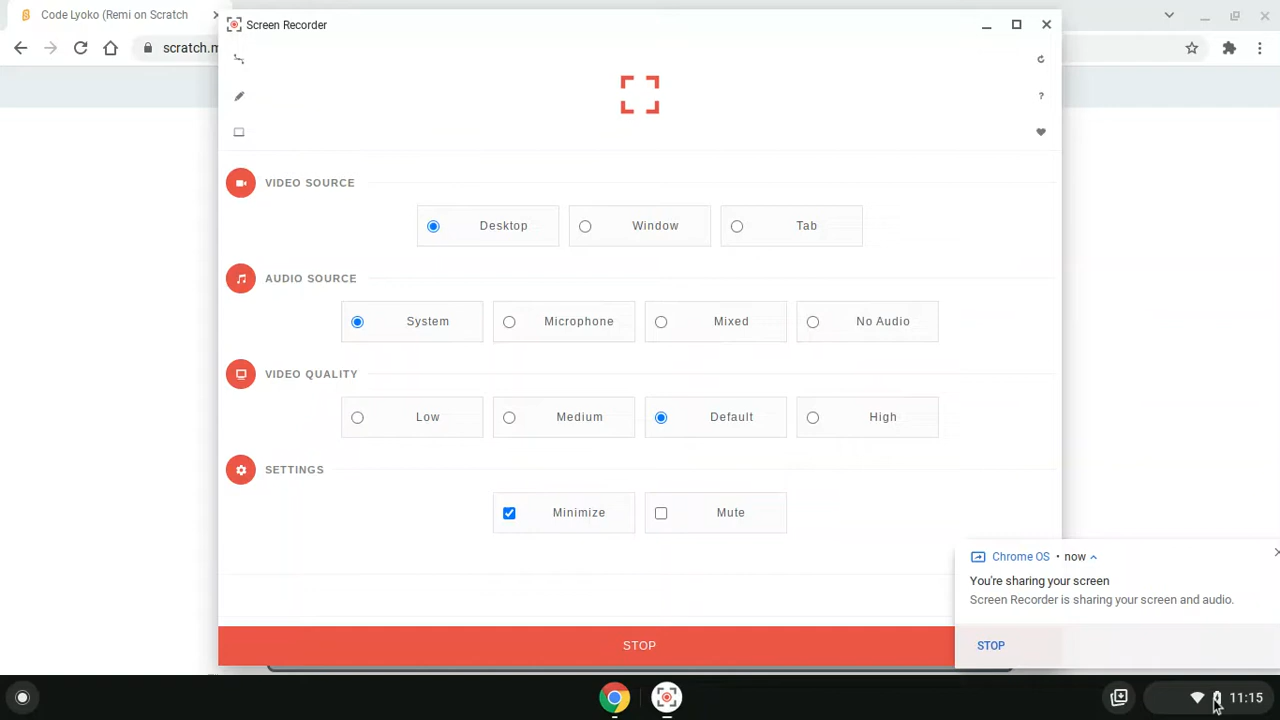 Code Lyoko (Remi on Scratch
Screen Recorder
scratch.m
?
VIDEO SOURCE
Desktop
Window
Tab
AUDIO SOURCE
System
Microphone
Mixed
No Audio
VIDEO QUALITY
Low
Medium
Default
High
SETTINGS
Minimize
Mute
Chrome OS • now
You're sharing your screen
Screen Recorder is sharing your screen and audio.
STOP
STOP
11:15